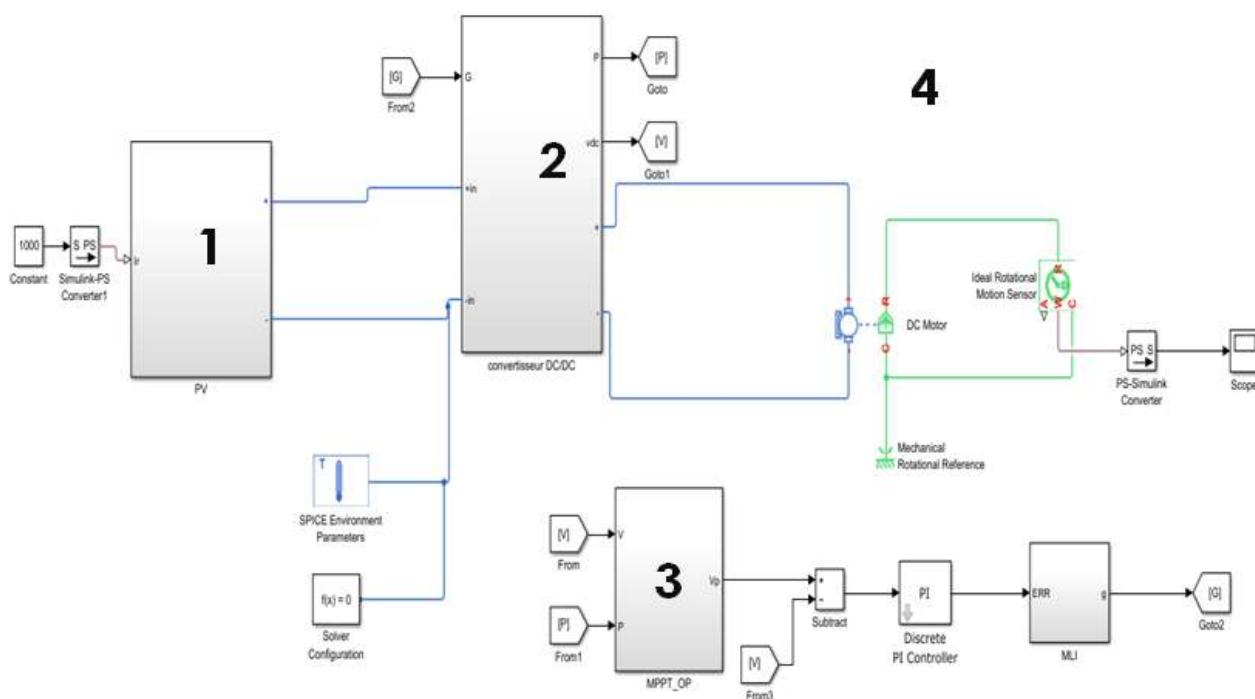 4
[G]
From2
G
P
[P]
Goto
2
vdc
[V]
Goto1
+in
-in
+
-
convertisseur DC/DC
1000
Constant
S PS
Simulink-PS
Converter1
Ir
1
+
-
PV
+
-
R
C
DC Motor
Ideal Rotational
Motion Sensor
R
A
W
C
PS S
PS-Simulink
Converter
Scope
Mechanical
Rotational Reference
T
SPICE Environment
Parameters
f(x) = 0
Solver
Configuration
[V]
From
V
[P]
From1
P
3
Vp
MPPT_OP
[V]
From3
+
−
Subtract
PI
Discrete
PI Controller
ERR
g
MLI
[G]
Goto2